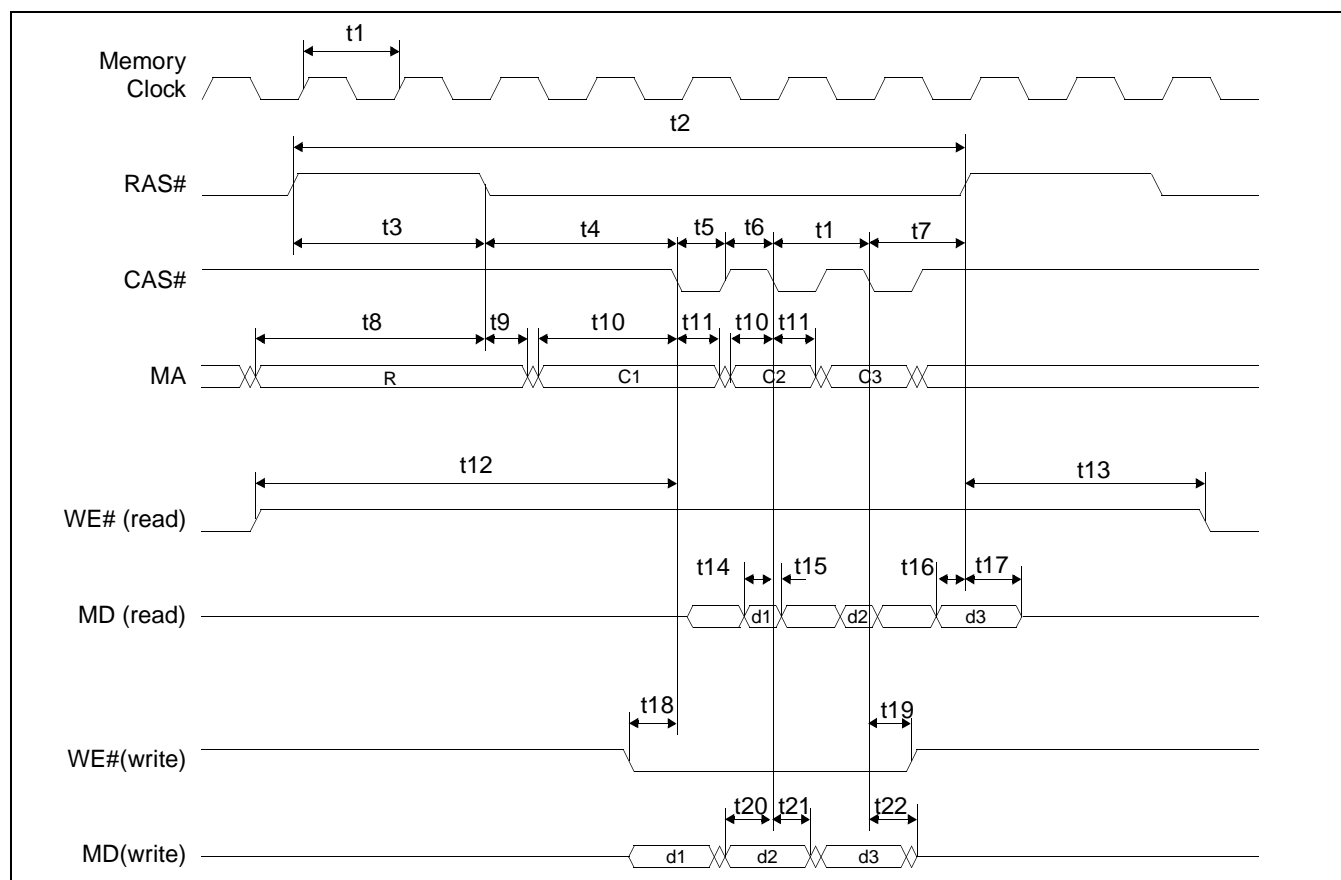 t1
Memory
Clock
t2
RAS#
t3 t4 t5 t6 t1 t7
CAS#
t8 t9 t10 t11 t10 t11
MA R C1 C2 C3
t12 t13
WE# (read)
t14 t15 t16 t17
MD (read) d1 d2 d3
t18 t19
WE#(write)
t20 t21 t22
MD(write) d1 d2 d3